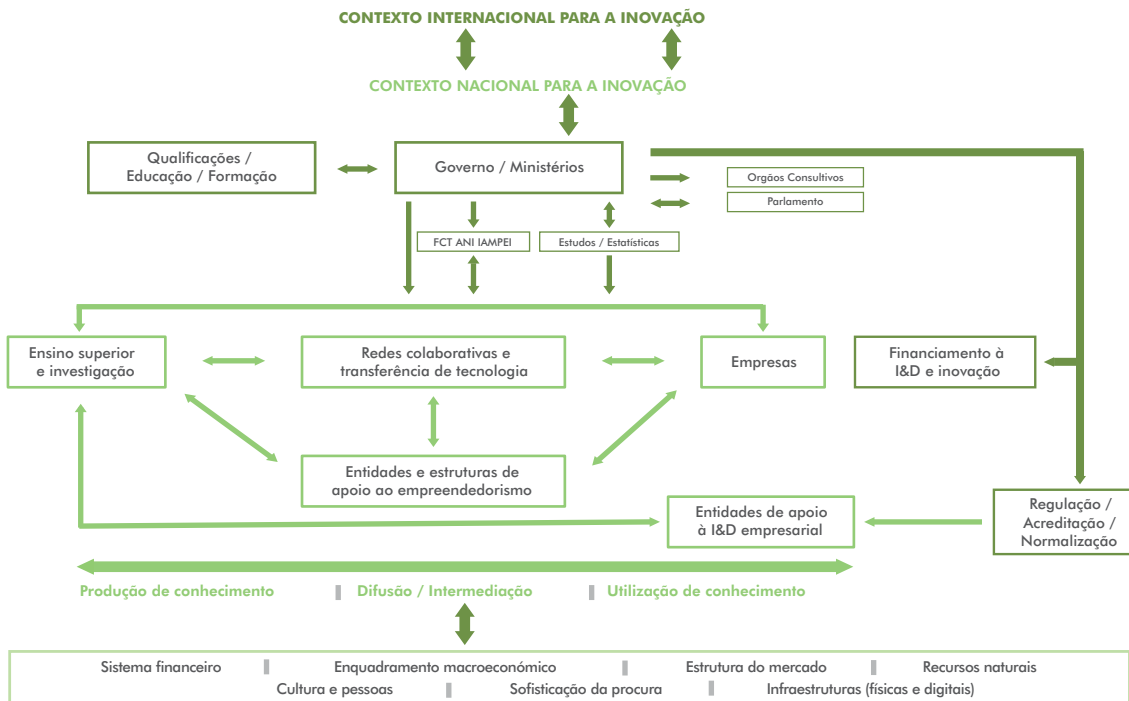 CONTEXTO INTERNACIONAL PARA A INOVAÇÃO
CONTEXTO NACIONAL PARA A INOVAÇÃO
Qualificações /
Educação / Formação
Governo / Ministérios
Orgãos Consultivos
Parlamento
FCT ANI IAMPEI
Estudos / Estatísticas
Ensino superior
e investigação
Redes colaborativas e
transferência de tecnologia
Empresas
Financiamento à
I&D e inovação
Entidades e estruturas de
apoio ao empreendedorismo
Entidades de apoio
à I&D empresarial
Regulação /
Acreditação /
Normalização
Produção de conhecimento
Difusão / Intermediação
Utilização de conhecimento
Sistema financeiro
Enquadramento macroeconómico
Estrutura do mercado
Recursos naturais
Cultura e pessoas
Sofisticação da procura
Infraestruturas (físicas e digitais)